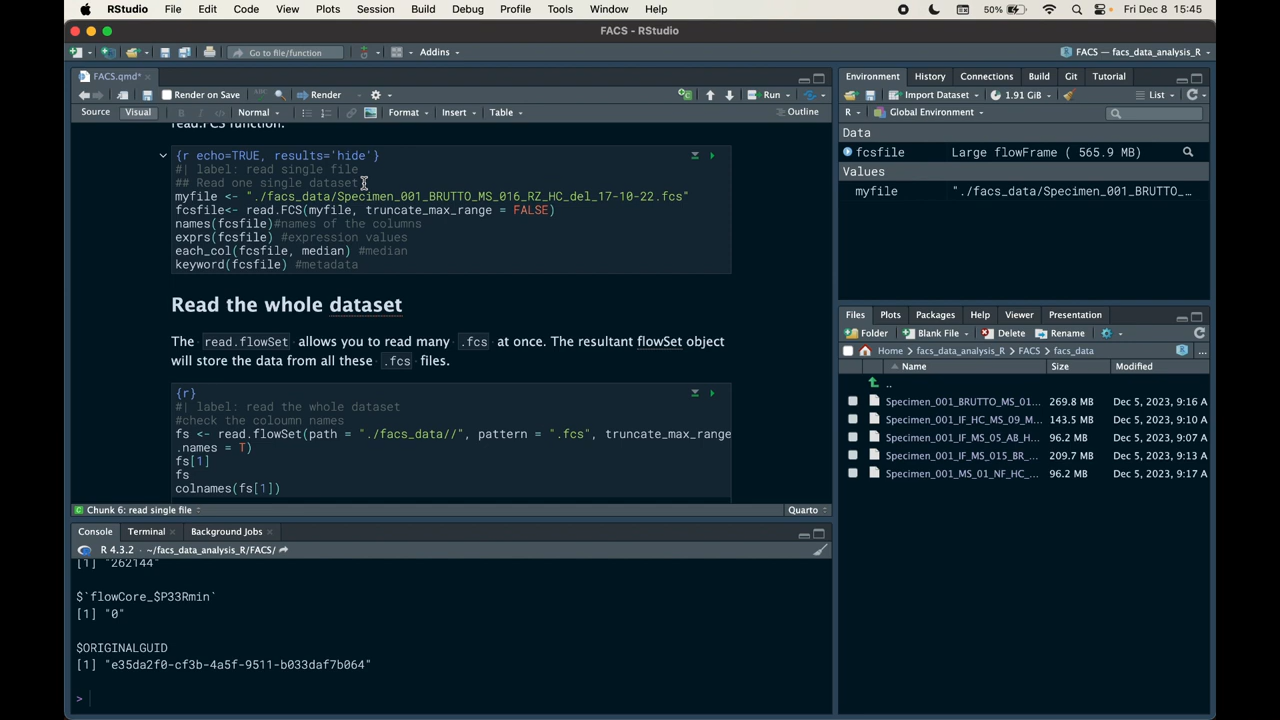 RStudio File Edit Code View Plots Session Build Debug Profile Tools Window Help 50% Fri Dec 8 15:45
FACS - RStudio
Go to file/function Addins FACS — facs_data_analysis_R
FACS.qmd*
Render on Save Render Run
Source Visual B I Normal Format Insert Table Outline
read.FCS function.
{r echo=TRUE, results='hide'}
#| label: read single file
## Read one single dataset
myfile <- "./facs_data/Specimen_001_BRUTTO_MS_016_RZ_HC_del_17-10-22.fcs"
fcsfile<- read.FCS(myfile, truncate_max_range = FALSE)
names(fcsfile)#names of the columns
exprs(fcsfile) #expression values
each_col(fcsfile, median) #median
keyword(fcsfile) #metadata
Read the whole dataset
The read.flowSet allows you to read many .fcs at once. The resultant flowSet object
will store the data from all these .fcs files.
{r}
#| label: read the whole dataset
#check the coloumn names
fs <- read.flowSet(path = "./facs_data//", pattern = ".fcs", truncate_max_range
.names = T)
fs[1]
fs
colnames(fs[1])
Chunk 6: read single file Quarto
Console Terminal Background Jobs
R 4.3.2 · ~/facs_data_analysis_R/FACS/
[1] "262144"
$`flowCore_$P33Rmin`
[1] "0"
$ORIGINALGUID
[1] "e35da2f0-cf3b-4a5f-9511-b033daf7b064"
>
Environment History Connections Build Git Tutorial
Import Dataset 1.91 GiB List
R Global Environment
Data
fcsfile Large flowFrame ( 565.9 MB)
Values
myfile "./facs_data/Specimen_001_BRUTTO_…
Files Plots Packages Help Viewer Presentation
Folder Blank File Delete Rename
Home > facs_data_analysis_R > FACS > facs_data ...
Name Size Modified
..
Specimen_001_BRUTTO_MS_01... 269.8 MB Dec 5, 2023, 9:16 A
Specimen_001_IF_HC_MS_09_M... 143.5 MB Dec 5, 2023, 9:10 A
Specimen_001_IF_MS_05_AB_H... 96.2 MB Dec 5, 2023, 9:07 A
Specimen_001_IF_MS_015_BR_... 209.7 MB Dec 5, 2023, 9:13 A
Specimen_001_MS_01_NF_HC_... 96.2 MB Dec 5, 2023, 9:17 A